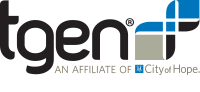 tgen®
AN AFFILIATE OF City of Hope.